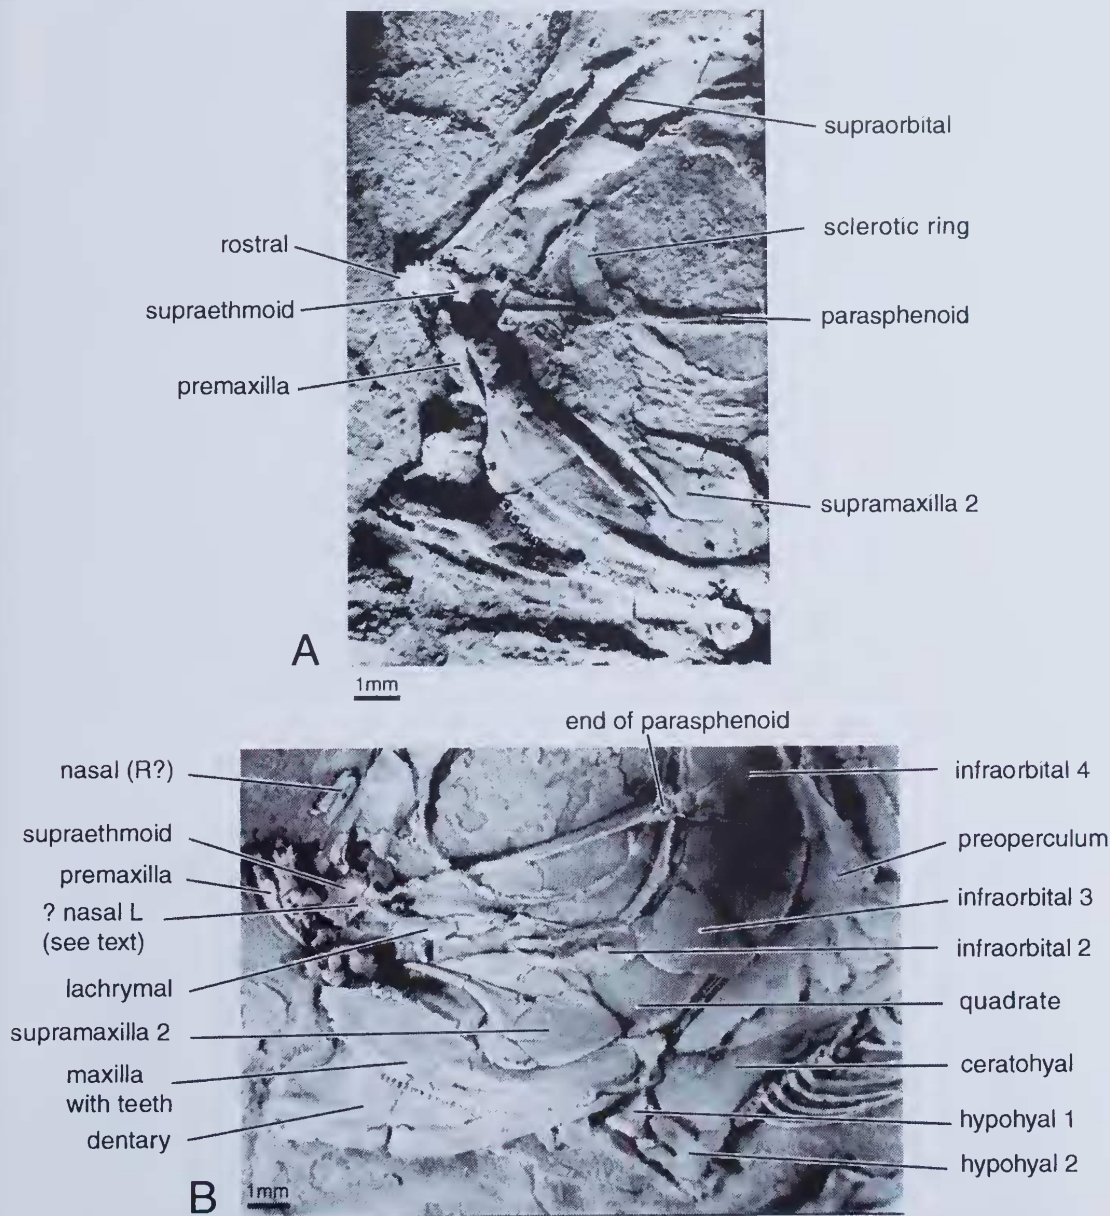 supraorbital
sclerotic ring
rostral
supraethmoid
parasphenoid
premaxilla
supramaxilla 2
A
1mm
end of parasphenoid
nasal (R?)
supraethmoid
premaxilla
? nasal L
(see text)
lachrymal
supramaxilla 2
maxilla
with teeth
dentary
infraorbital 4
preoperculum
infraorbital 3
infraorbital 2
quadrate
ceratohyal
hypohyal 1
hypohyal 2
B
1mm